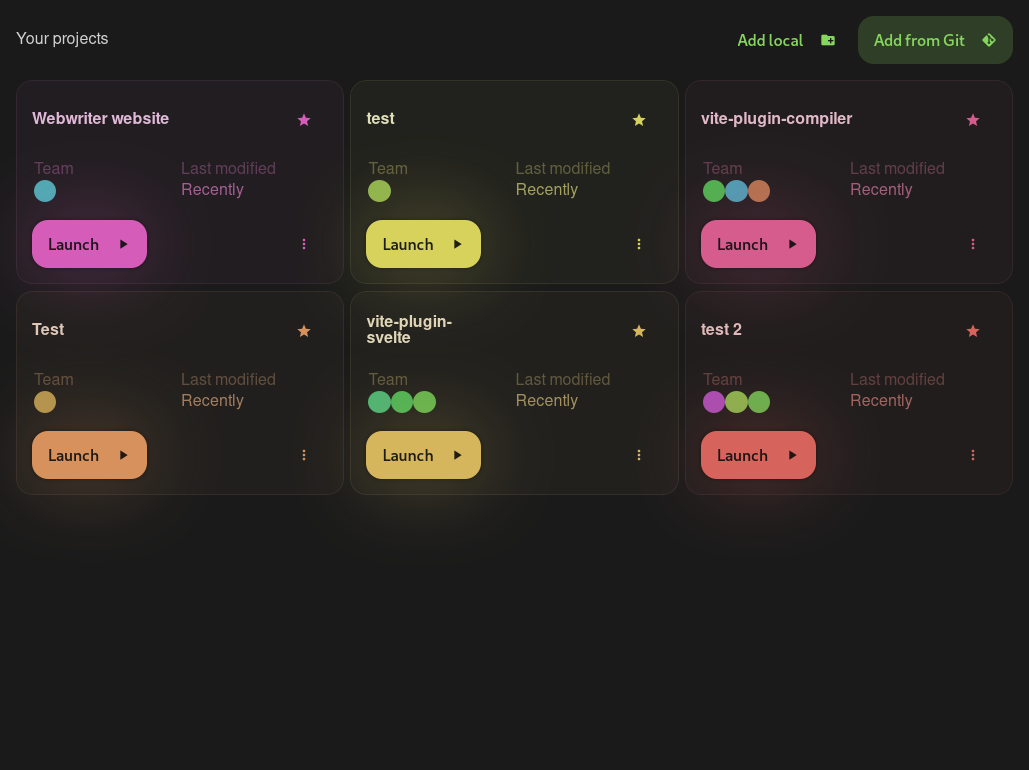 Your projects
Add local
Add from Git
Webwriter website
Team
Last modified
Recently
Launch
test
Team
Last modified
Recently
Launch
vite-plugin-compiler
Team
Last modified
Recently
Launch
Test
Team
Last modified
Recently
Launch
vite-plugin-
svelte
Team
Last modified
Recently
Launch
test 2
Team
Last modified
Recently
Launch